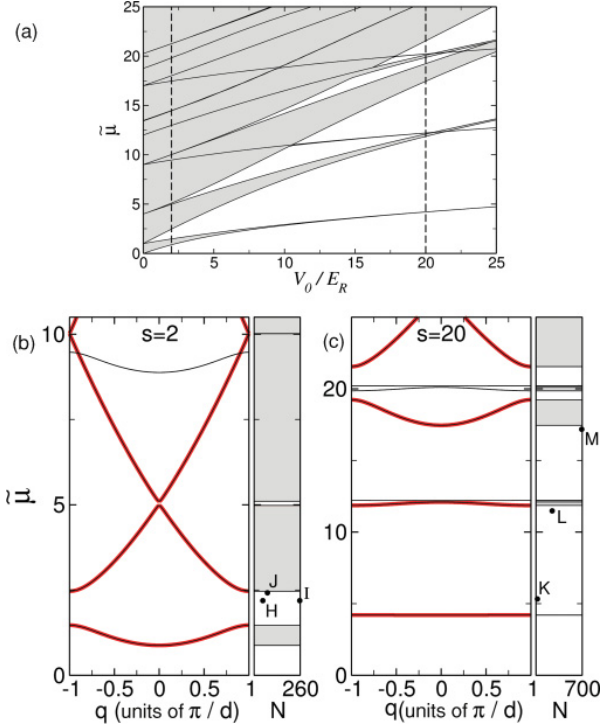 (a)
25
20
15
10
5
0
μ̃
0 5 10 15 20 25
V₀/E_R
(b) s=2
10
5
0
μ̃
J
H
I
-1 -0.5 0 0.5 1 260
q (units of π / d) N
(c) s=20
20
10
0
M
L
K
-1 -0.5 0 0.5 1 700
q (units of π / d) N